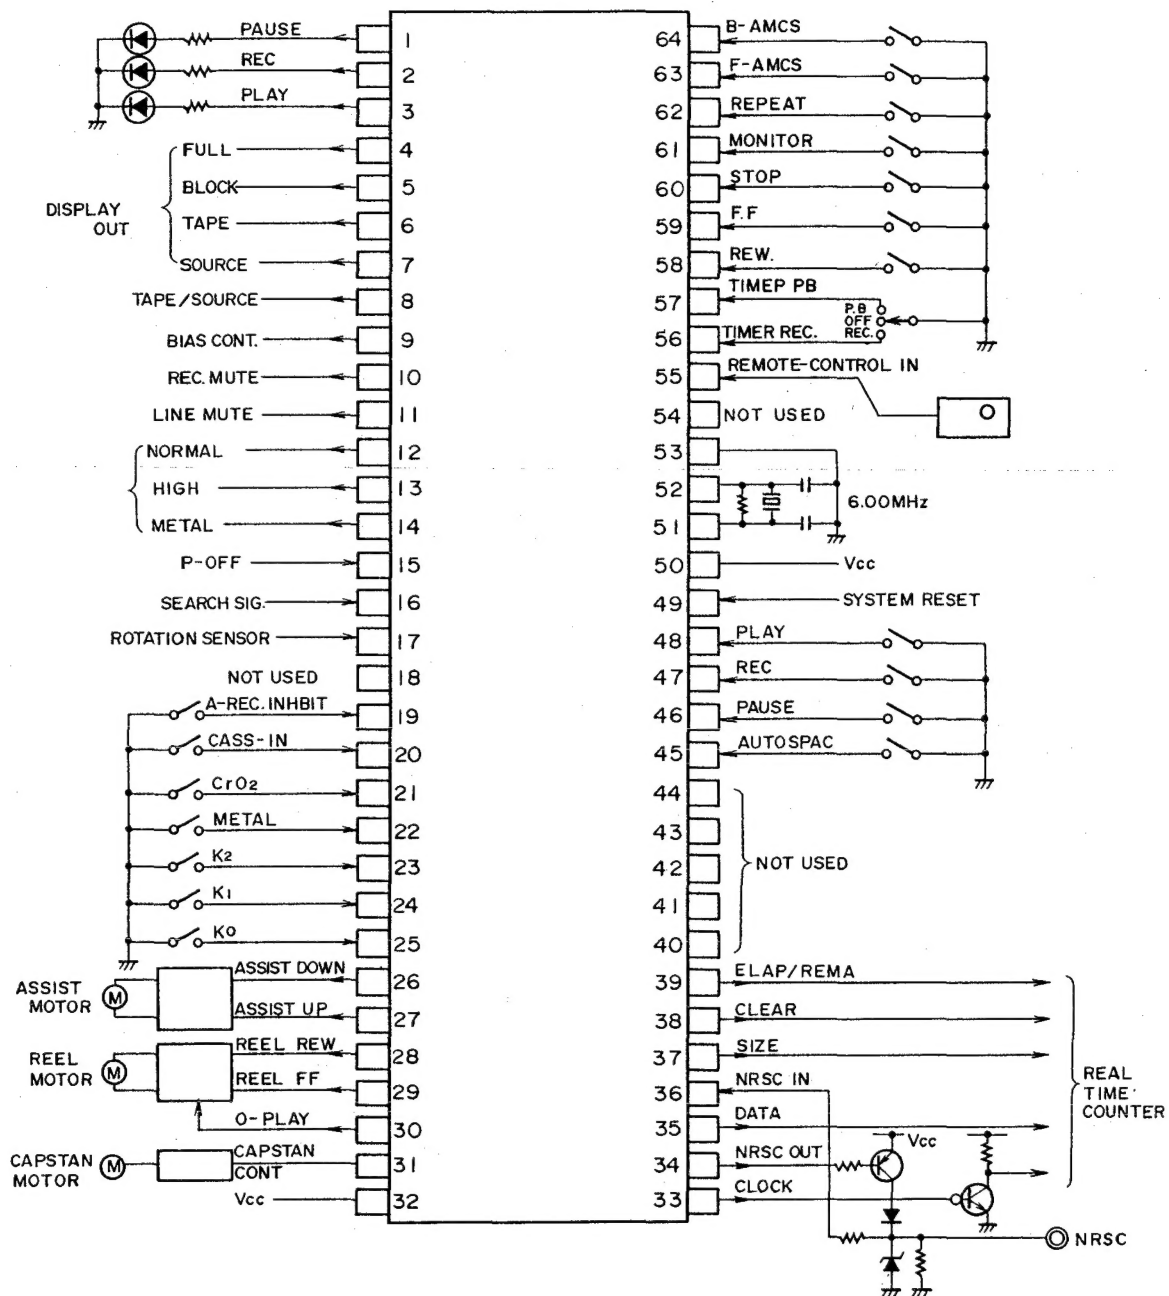 PAUSE 1
REC 2
PLAY 3
FULL 4
BLOCK 5
DISPLAY OUT
TAPE 6
SOURCE 7
TAPE/SOURCE 8
BIAS CONT. 9
REC. MUTE 10
LINE MUTE 11
NORMAL 12
HIGH 13
METAL 14
P-OFF 15
SEARCH SIG. 16
ROTATION SENSOR 17
NOT USED 18
A-REC. INHBIT 19
CASS-IN 20
CrO2 21
METAL 22
K2 23
K1 24
K0 25
ASSIST MOTOR
M
ASSIST DOWN 26
ASSIST UP 27
REEL MOTOR
M
REEL REW 28
REEL FF 29
O-PLAY 30
CAPSTAN MOTOR
M
CAPSTAN CONT 31
Vcc 32
64 B-AMCS
63 F-AMCS
62 REPEAT
61 MONITOR
60 STOP
59 F.F
58 REW.
57 TIMEP PB
P.B
OFF
REC.
56 TIMER REC.
55 REMOTE-CONTROL IN
54 NOT USED
53
52
6.00MHz
51
50 Vcc
49 SYSTEM RESET
48 PLAY
47 REC
46 PAUSE
45 AUTOSPAC
44
43
42 NOT USED
41
40
39 ELAP/REMA
38 CLEAR
37 SIZE
36 NRSC IN
REAL
TIME
COUNTER
35 DATA
Vcc
34 NRSC OUT
33 CLOCK
NRSC